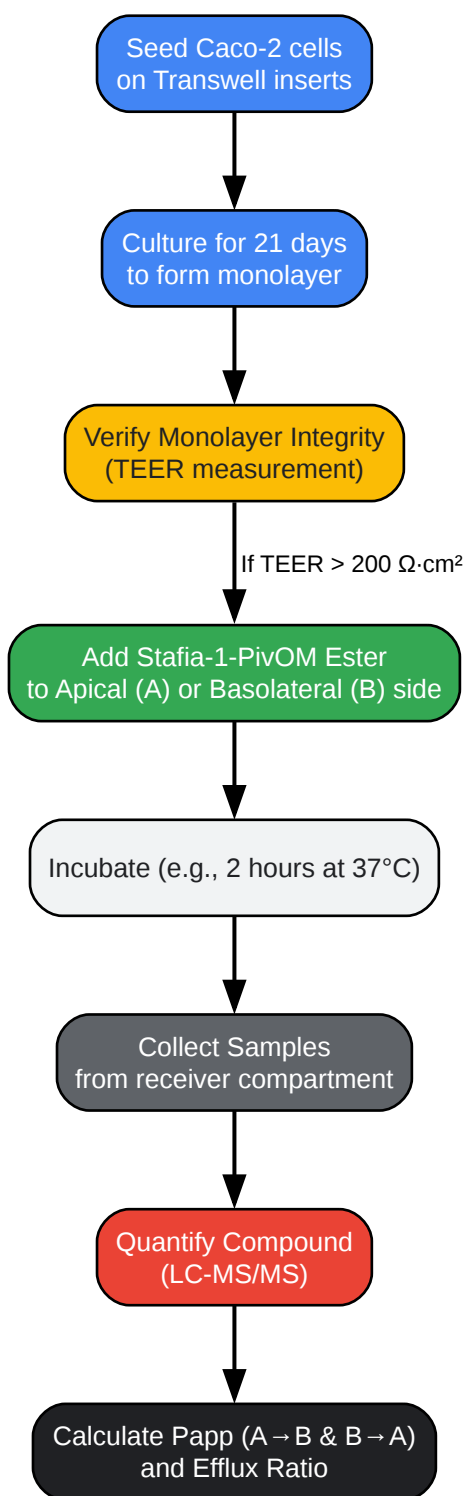 Seed Caco-2 cells
on Transwell inserts
Culture for 21 days
to form monolayer
Verify Monolayer Integrity
(TEER measurement)
If TEER > 200 Ω·cm²
Add Stafia-1-PivOM Ester
to Apical (A) or Basolateral (B) side
Incubate (e.g., 2 hours at 37°C)
Collect Samples
from receiver compartment
Quantify Compound
(LC-MS/MS)
Calculate Papp (A→B & B→A)
and Efflux Ratio